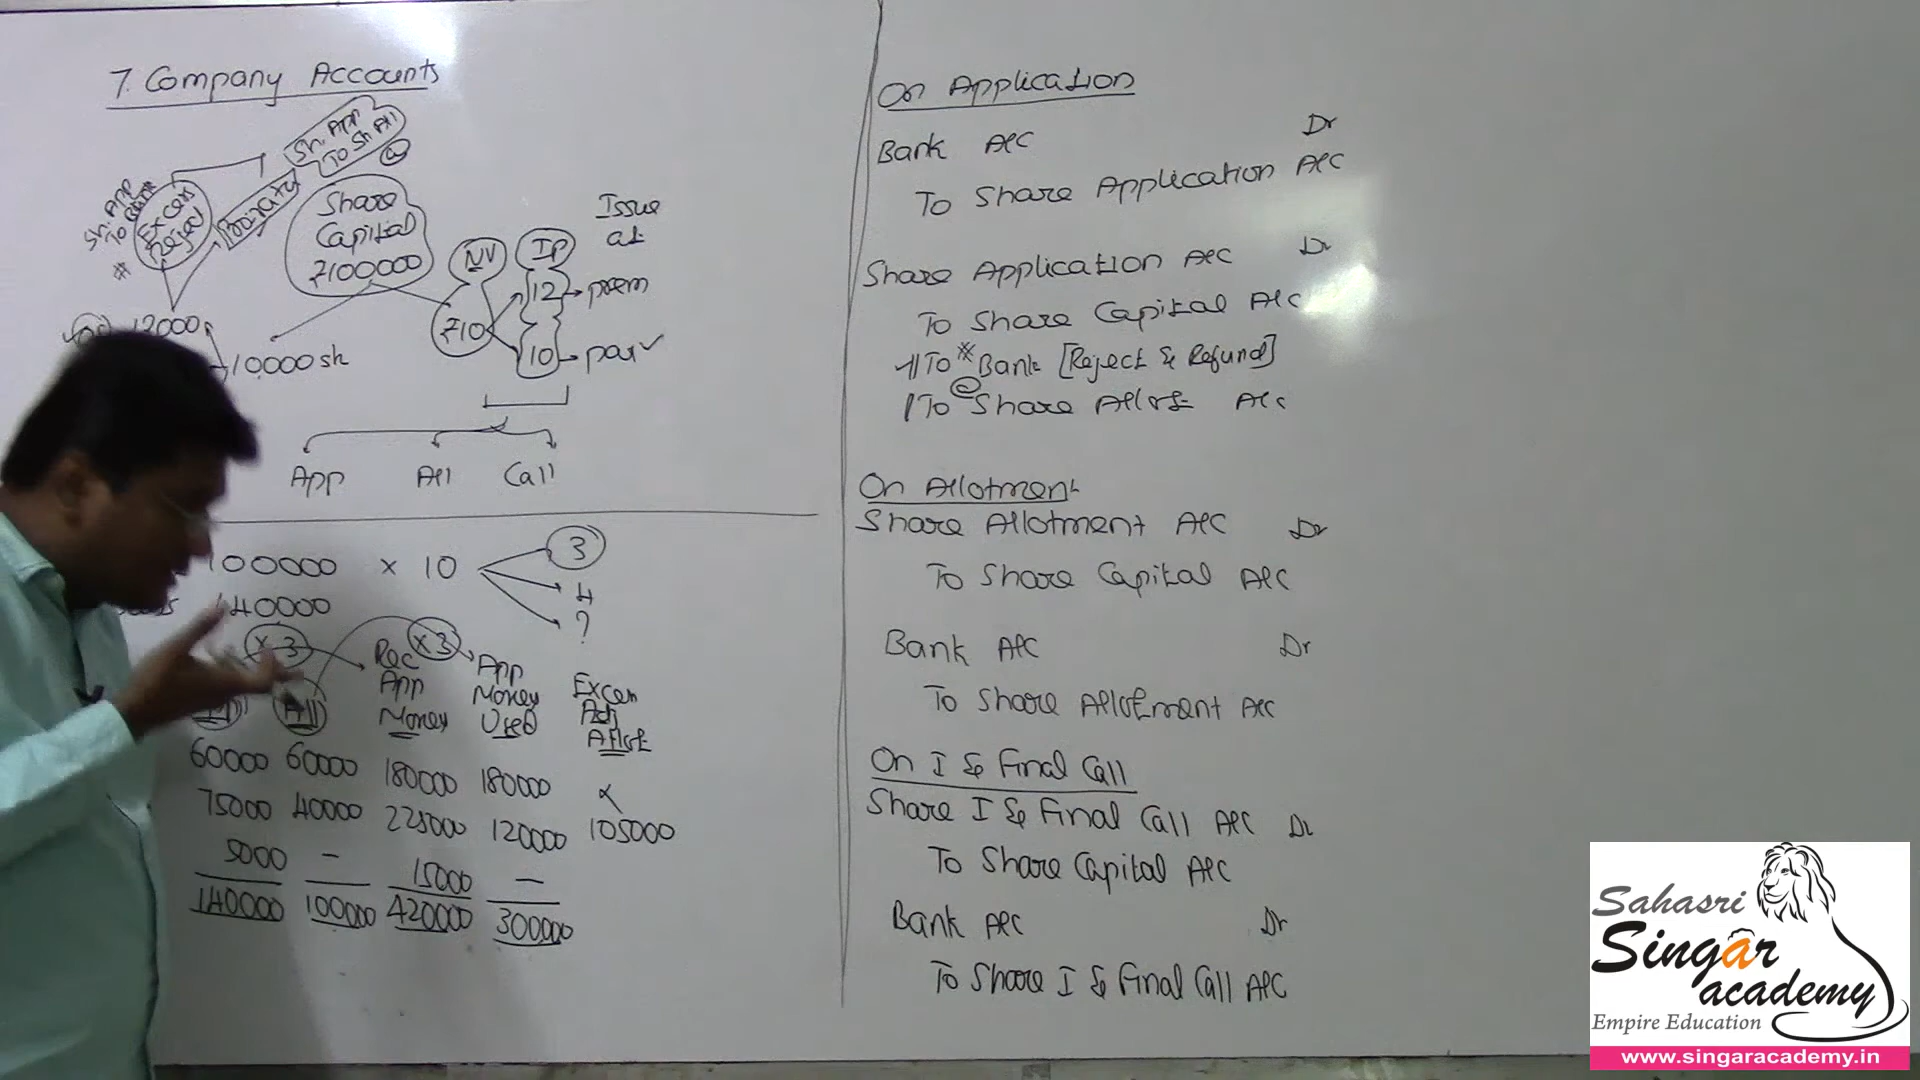 7. Company Accounts
Sh. App
To Sh All
@
Sh. App
To Bank
*
Excess
Reject
Prorata
Share
Capital
₹100000
NV
IP
Issue
at
12
prem
₹10
10
par
12000
10000 sh
App All Call
100000 × 10
3
4
?
140000
× 3
× 3
All
Rec
App
Money
App
Money
Used
Excess
Adj
Allot
60000 60000 180000 180000 ×
75000 40000 225000 120000 105000
5000 - 15000 -
140000 100000 420000 300000
On Application
Bank A/C Dr
To Share Application A/C
Share Application A/C Dr
To Share Capital A/C
To * Bank [Reject & Refund]
To @ Share Allot A/c
On Allotment
Share Allotment A/C Dr
To Share Capital A/C
Bank A/C Dr
To Share Allotment A/C
On I & Final Call
Share I & Final Call A/C Dr
To Share Capital A/C
Bank A/C Dr
To Share I & Final Call A/C
Sahasri
Singar
academy
Empire Education
www.singaracademy.in